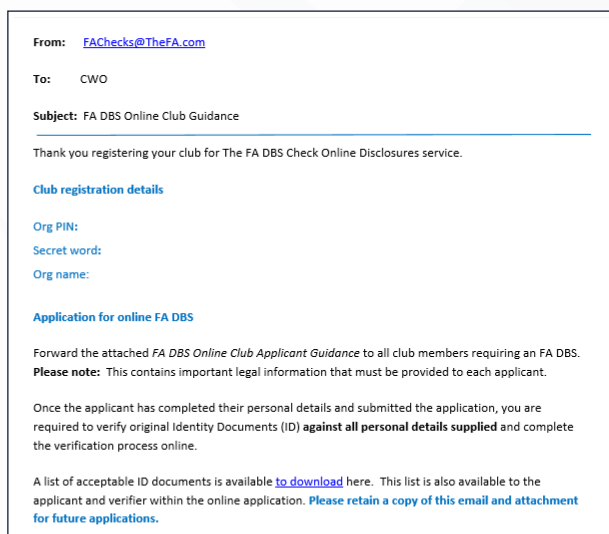 From: FAChecks@TheFA.com
To: CWO
Subject: FA DBS Online Club Guidance
Thank you registering your club for The FA DBS Check Online Disclosures service.
Club registration details
Org PIN:
Secret word:
Org name:
Application for online FA DBS
Forward the attached FA DBS Online Club Applicant Guidance to all club members requiring an FA DBS.
Please note: This contains important legal information that must be provided to each applicant.
Once the applicant has completed their personal details and submitted the application, you are
required to verify original Identity Documents (ID) against all personal details supplied and complete
the verification process online.
A list of acceptable ID documents is available to download here. This list is also available to the
applicant and verifier within the online application. Please retain a copy of this email and attachment
for future applications.